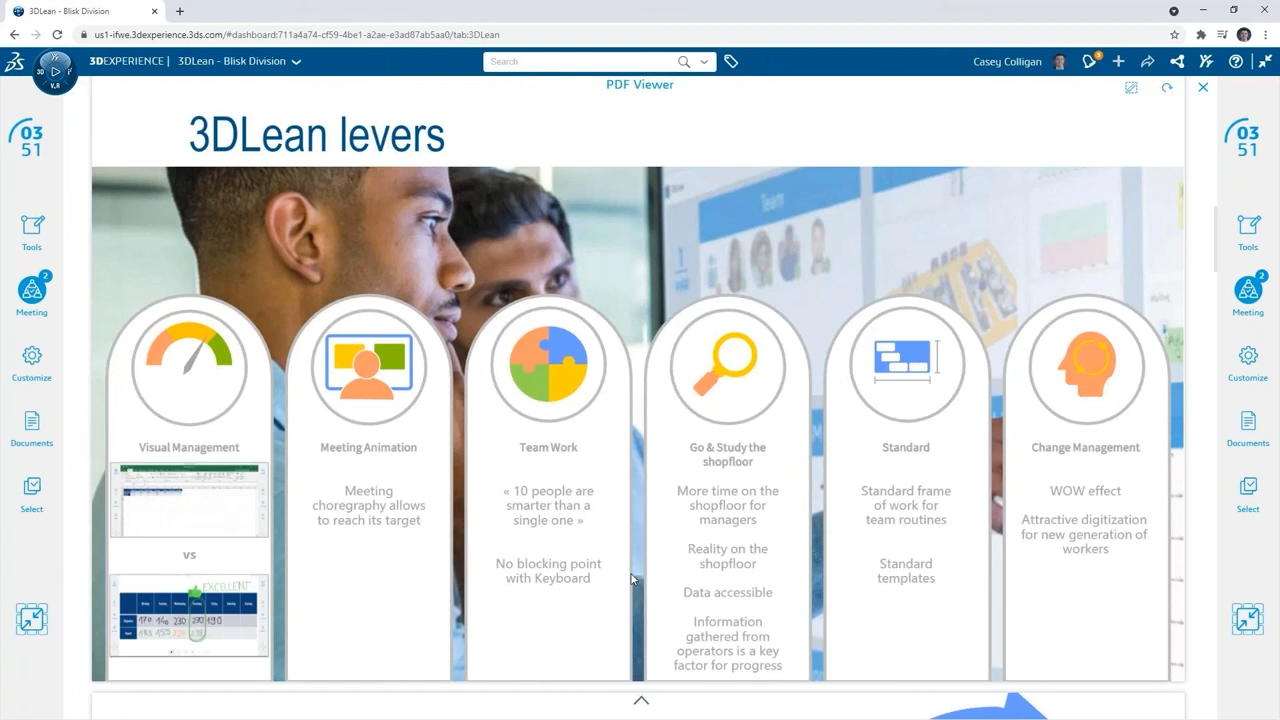 3DLean - Blisk Division
us1-ifwe.3dexperience.3ds.com/#dashboard:711a4a74-cf59-4be1-a2ae-e3ad87ab5aa0/tab:3DLean
3DEXPERIENCE | 3DLean - Blisk Division
Search
Casey Colligan
3
3D
V.R
PDF Viewer
03
51
Tools
2
Meeting
Customize
Documents
Select
3DLean levers
Team
Visual Management
vs
EXCELLENT
Meeting Animation
Meeting
choregraphy allows
to reach its target
Team Work
« 10 people are
smarter than a
single one »
No blocking point
with Keyboard
Go & Study the
shopfloor
More time on the
shopfloor for
managers
Reality on the
shopfloor
Data accessible
Information
gathered from
operators is a key
factor for progress
Standard
Standard frame
of work for
team routines
Standard
templates
Change Management
WOW effect
Attractive digitization
for new generation of
workers
03
51
Tools
2
Meeting
Customize
Documents
Select